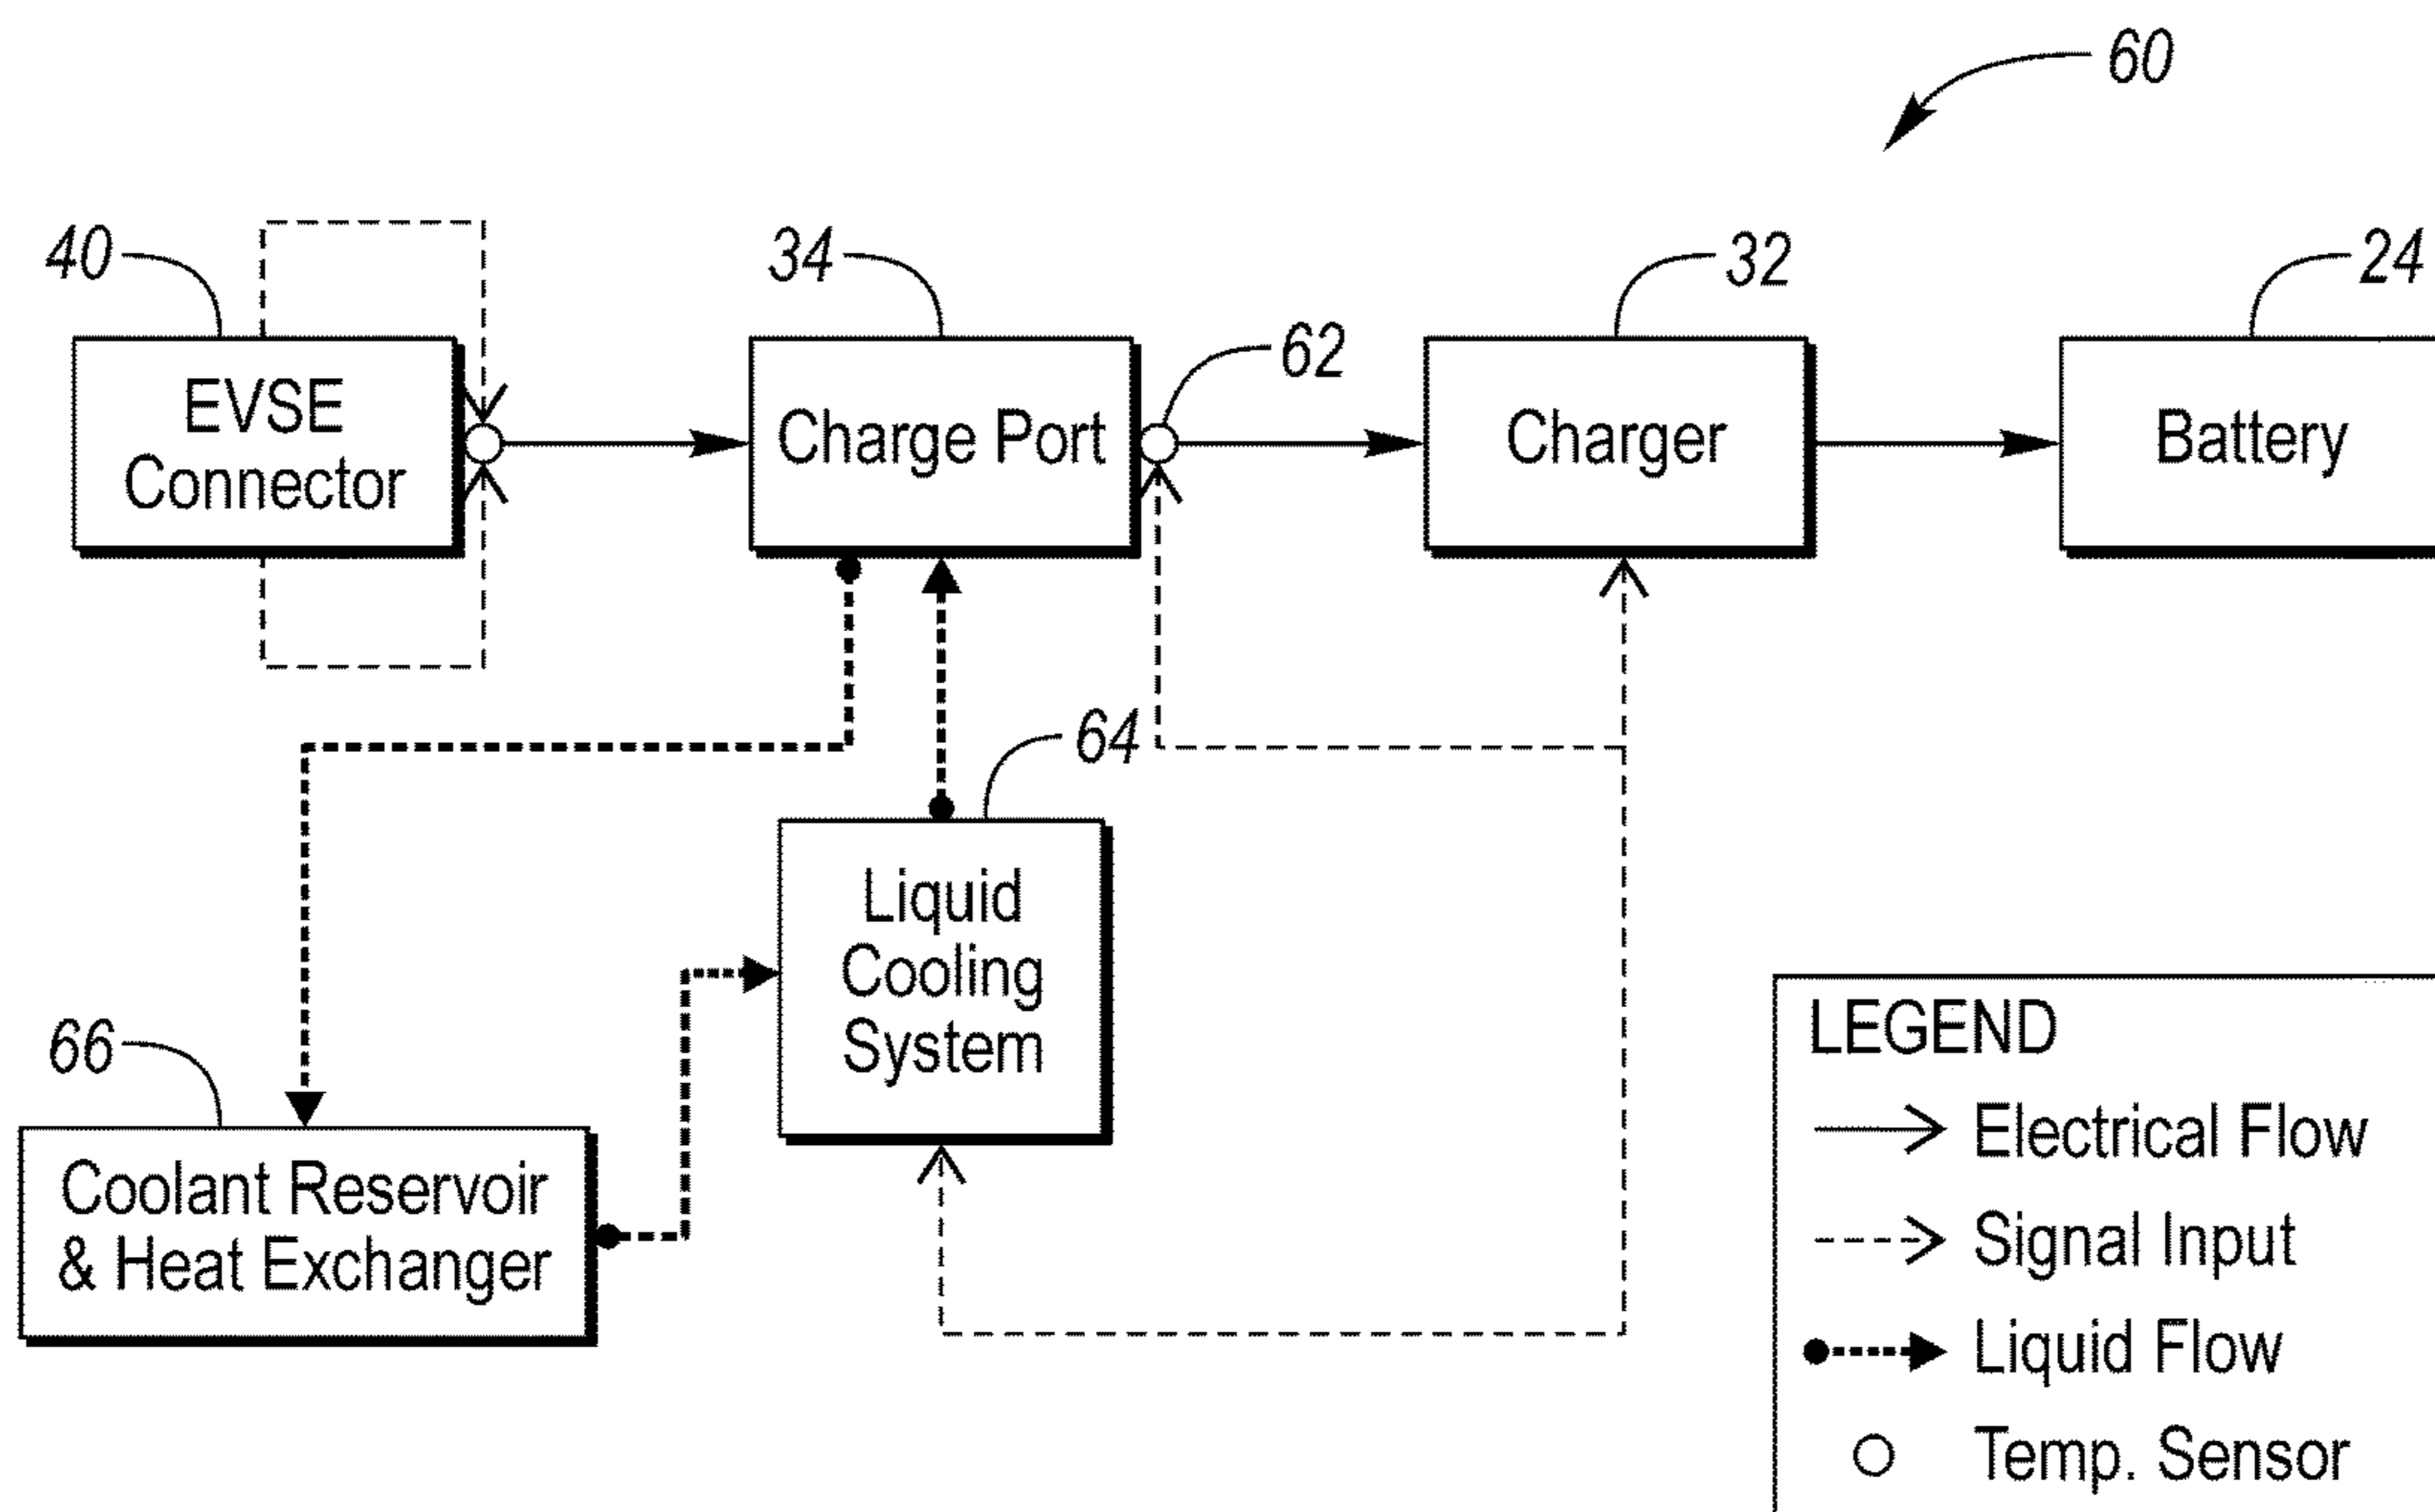 60
40
34
32
24
62
EVSE
Connector
Charge Port
Charger
Battery
64
Liquid
Cooling
System
66
Coolant Reservoir
& Heat Exchanger
LEGEND
Electrical Flow
Signal Input
Liquid Flow
Temp. Sensor